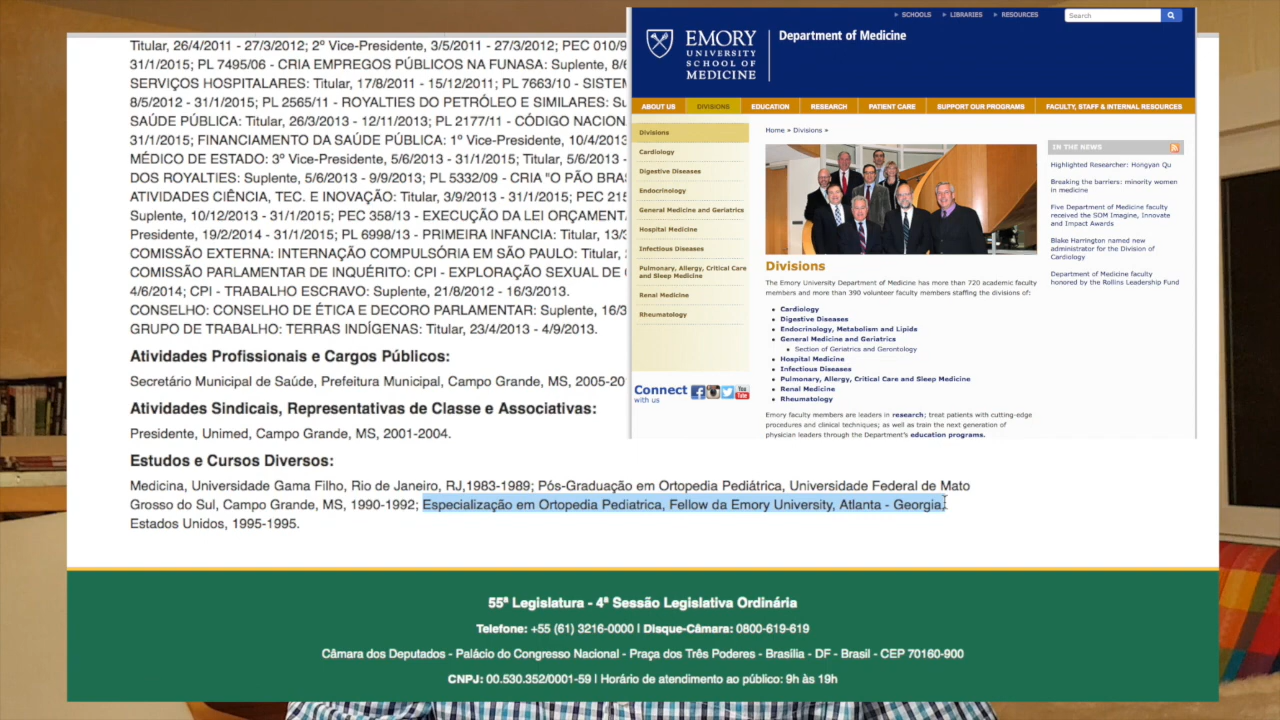 Titular, 26/4/2011 - 27/3/2012; 2º Vice-Presidente, 3/5/2011 - 27/3/2012; PEC 010/9
31/1/2015; PL 7495/06 - CRIA EMPREGOS PÚBLICOS NA FUNASA: Suplente, 8/6
SERVIÇOS HOSPITALARES: Titular, 17/8/2011 - 15/12/2011; PL 7663/10 - SISTEM
8/5/2012 - 31/1/2015; PL 2565/11 - ROYALTIES DO PETRÓLEO E SIMILARES: Su
SAÚDE PÚBLICA: Titular, 26/3/2013 - 2/11/2013; PL 2177/11 - CÓDIGO NACION
31/1/2015; FINANCIAMENTO DA SAÚDE PÚBLICA: 1º Vice-Presidente, 10/4/2013
MÉDICO DE ESTADO: 3º Vice-Presidente, 5/6/2013 - 31/1/2015; Titular, 5/6/2013 -
DOS ROYALTIES: Suplente, 5/6/2013 - 31/1/2015; PL 3512/09 - CRIA "O PÃO BRAS
ATIVIDADES CIÊNCIA, TEC. E INOVAÇÃO: Titular, 3/9/2013 - 31/1/2015; PEC 215
Suplente, 10/12/2013 - 31/1/2015; PEC 358/13 - EXECUÇÃO DA LEI ORÇAMENT
Presidente, 19/2/2014 - 31/1/2015; PRIMEIRA INFANCIA: Titular, 13/
COMISSÃO EXTERNA: INTERNAÇÃO COMPULSÓRIA EM SÃO PAULO: Titular,
COMISSÃO PARLAMENTAR DE INQUÉRITO: CPI - EXPLORAÇÃO SEXUAL DE C
4/6/2014; CPI - TRABALHO ESCRAVO: Suplente, 21/8/2012 - 16/3/2013.
CONSELHO: CONSELHO DE ÉTICA E DECORO PARLAMENTAR: Suplente, 16/3
GRUPO DE TRABALHO: TERRAS INDÍGENAS: Titular, 23/4/2013 - 4/9/2013.
Atividades Profissionais e Cargos Públicos:
Secretário Municipal de Saúde, Prefeitura Municipal, Campo Grande, MS, 2005-20
Atividades Sindicais, Representativas de Classe e Associativas:
Presidente, Unimed, Campo Grande, MS, 2001-2004.
Estudos e Cursos Diversos:
Medicina, Universidade Gama Filho, Rio de Janeiro, RJ,1983-1989; Pós-Graduação em Ortopedia Pediátrica, Universidade Federal de Mato
Grosso do Sul, Campo Grande, MS, 1990-1992; Especialização em Ortopedia Pediatrica, Fellow da Emory University, Atlanta - Georgia,
Estados Unidos, 1995-1995.
SCHOOLS LIBRARIES RESOURCES Search
EMORY
UNIVERSITY
SCHOOL OF
MEDICINE
Department of Medicine
ABOUT US DIVISIONS EDUCATION RESEARCH PATIENT CARE SUPPORT OUR PROGRAMS FACULTY, STAFF & INTERNAL RESOURCES
Divisions
Cardiology
Digestive Diseases
Endocrinology
General Medicine and Geriatrics
Hospital Medicine
Infectious Diseases
Pulmonary, Allergy, Critical Care
and Sleep Medicine
Renal Medicine
Rheumatology
Connect
with us
You
Tube
Home » Divisions »
Divisions
The Emory University Department of Medicine has more than 720 academic faculty
members and more than 390 volunteer faculty members staffing the divisions of:
Cardiology
Digestive Diseases
Endocrinology, Metabolism and Lipids
General Medicine and Geriatrics
Section of Geriatrics and Gerontology
Hospital Medicine
Infectious Diseases
Pulmonary, Allergy, Critical Care and Sleep Medicine
Renal Medicine
Rheumatology
Emory faculty members are leaders in research; treat patients with cutting-edge
procedures and clinical techniques; as well as train the next generation of
physician leaders through the Department's education programs.
IN THE NEWS
Highlighted Researcher: Hongyan Qu
Breaking the barriers: minority women
in medicine
Five Department of Medicine faculty
received the SOM Imagine, Innovate
and Impact Awards
Blake Harrington named new
administrator for the Division of
Cardiology
Department of Medicine faculty
honored by the Rollins Leadership Fund
55ª Legislatura - 4ª Sessão Legislativa Ordinária
Telefone: +55 (61) 3216-0000 | Disque-Câmara: 0800-619-619
Câmara dos Deputados - Palácio do Congresso Nacional - Praça dos Três Poderes - Brasília - DF - Brasil - CEP 70160-900
CNPJ: 00.530.352/0001-59 | Horário de atendimento ao público: 9h às 19h